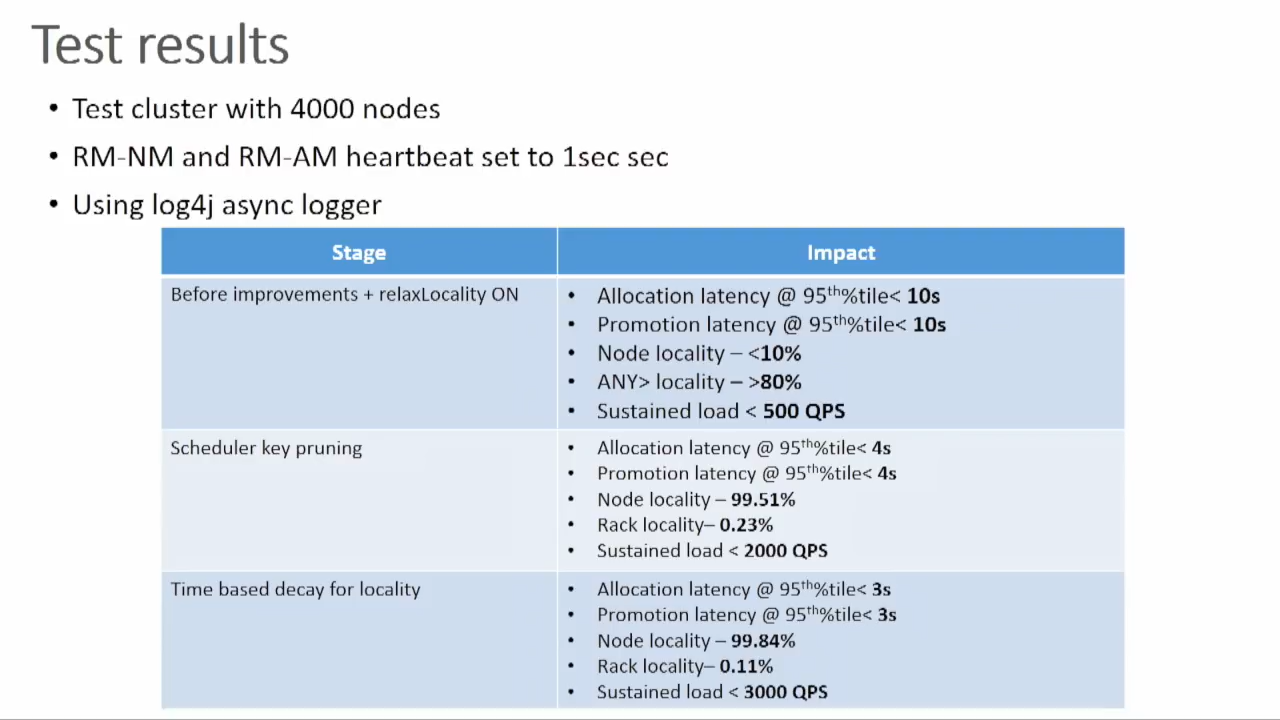 Test results
• Test cluster with 4000 nodes
• RM-NM and RM-AM heartbeat set to 1sec sec
• Using log4j async logger
Stage
Impact
Before improvements + relaxLocality ON
• Allocation latency @ 95th%tile< 10s
• Promotion latency @ 95th%tile< 10s
• Node locality – <10%
• ANY> locality – >80%
• Sustained load < 500 QPS
Scheduler key pruning
• Allocation latency @ 95th%tile< 4s
• Promotion latency @ 95th%tile< 4s
• Node locality – 99.51%
• Rack locality– 0.23%
• Sustained load < 2000 QPS
Time based decay for locality
• Allocation latency @ 95th%tile< 3s
• Promotion latency @ 95th%tile< 3s
• Node locality – 99.84%
• Rack locality– 0.11%
• Sustained load < 3000 QPS